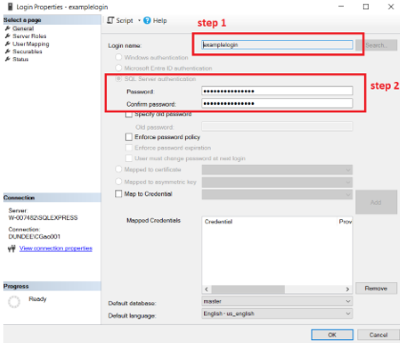 Login Properties - examplelogin
Select a page
General
Server Roles
User Mapping
Securables
Status
Script
Help
step 1
Login name:
examplelogin
Search...
Windows authentication
Microsoft Entra ID authentication
SQL Server authentication
step 2
Password:
●●●●●●●●●●●●●●●
Confirm password:
●●●●●●●●●●●●●●●
Specify old password
Old password:
Enforce password policy
Enforce password expiration
User must change password at next login
Mapped to certificate
Mapped to asymmetric key
Map to Credential
Add
Mapped Credentials
Credential
Prov
Remove
Default database:
master
Default language:
English - us_english
Connection
Server:
W-007482\SQLEXPRESS
Connection:
DUNDEE\CGao001
View connection properties
Progress
Ready
OK
Cancel